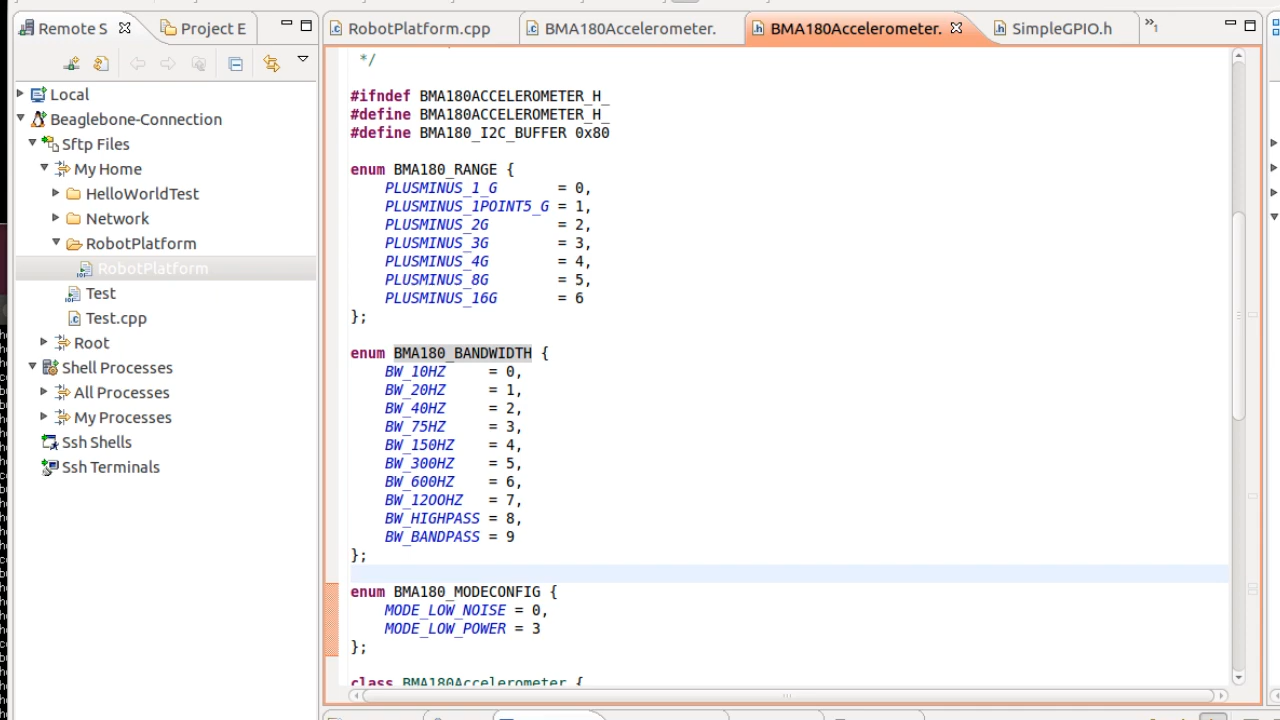 Remote S
Project E
Local
Beaglebone-Connection
Sftp Files
My Home
HelloWorldTest
Network
RobotPlatform
RobotPlatform
Test
Test.cpp
Root
Shell Processes
All Processes
My Processes
Ssh Shells
Ssh Terminals
RobotPlatform.cpp
BMA180Accelerometer.
BMA180Accelerometer.
SimpleGPIO.h
»1
*/
#ifndef BMA180ACCELEROMETER_H_
#define BMA180ACCELEROMETER_H_
#define BMA180_I2C_BUFFER 0x80
enum BMA180_RANGE {
PLUSMINUS_1_G = 0,
PLUSMINUS_1POINT5_G = 1,
PLUSMINUS_2G = 2,
PLUSMINUS_3G = 3,
PLUSMINUS_4G = 4,
PLUSMINUS_8G = 5,
PLUSMINUS_16G = 6
};
enum BMA180_BANDWIDTH {
BW_10HZ = 0,
BW_20HZ = 1,
BW_40HZ = 2,
BW_75HZ = 3,
BW_150HZ = 4,
BW_300HZ = 5,
BW_600HZ = 6,
BW_12OOHZ = 7,
BW_HIGHPASS = 8,
BW_BANDPASS = 9
};
enum BMA180_MODECONFIG {
MODE_LOW_NOISE = 0,
MODE_LOW_POWER = 3
};
class BMA180Accelerometer {